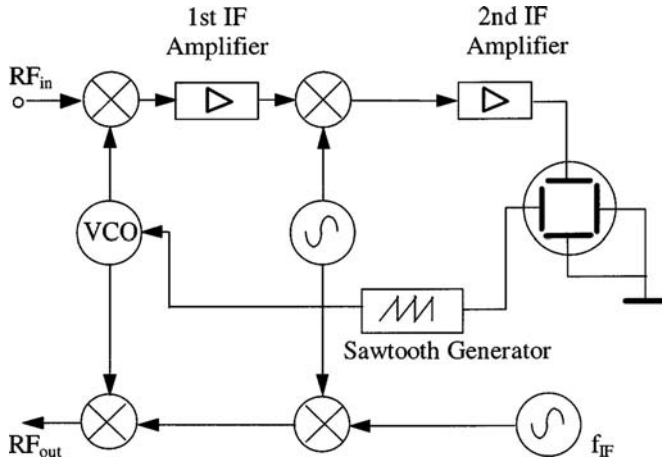 1st IF
Amplifier
2nd IF
Amplifier
RFin
VCO
Sawtooth Generator
RFout
fIF